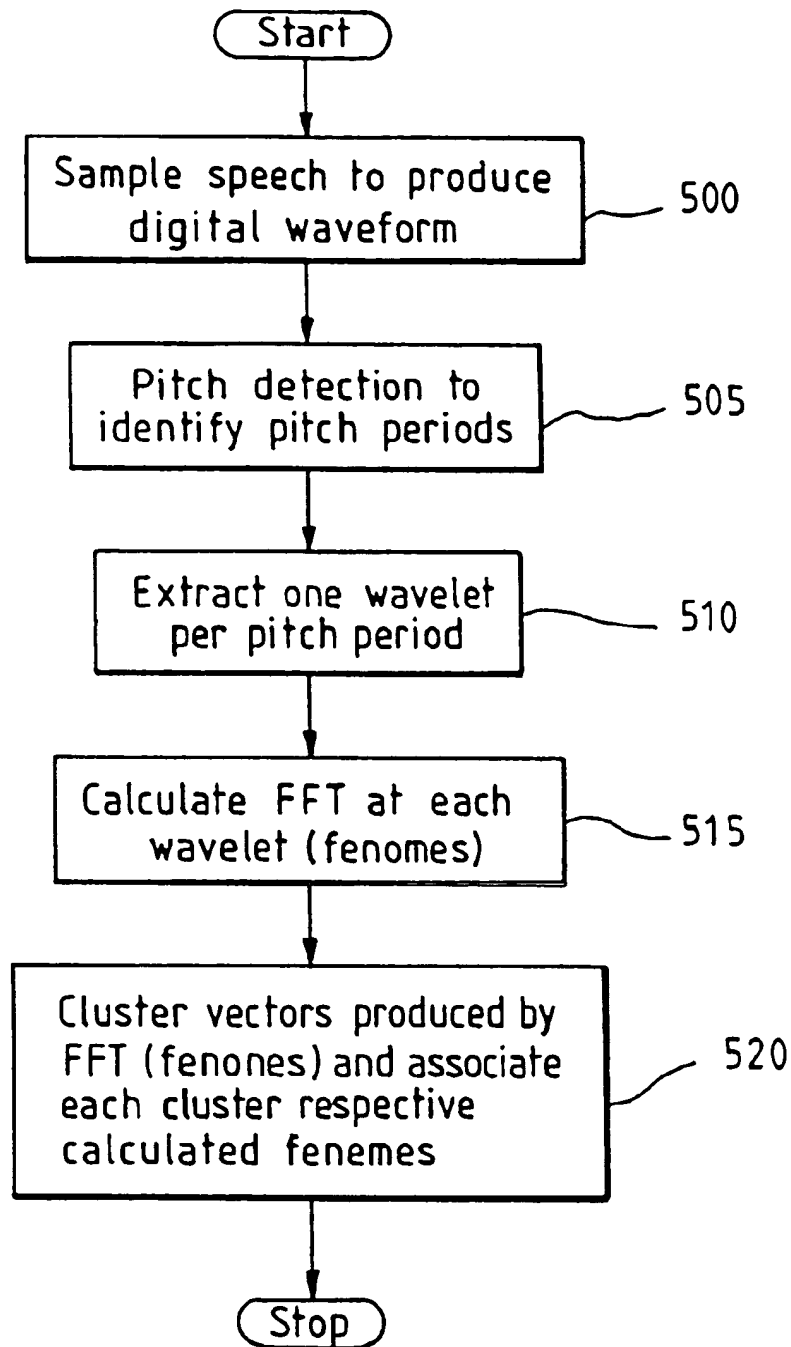 Start
Sample speech to produce
digital waveform
500
Pitch detection to
identify pitch periods
505
Extract one wavelet
per pitch period
510
Calculate FFT at each
wavelet (fenomes)
515
Cluster vectors produced by
FFT (fenones) and associate
each cluster respective
calculated fenemes
520
Stop